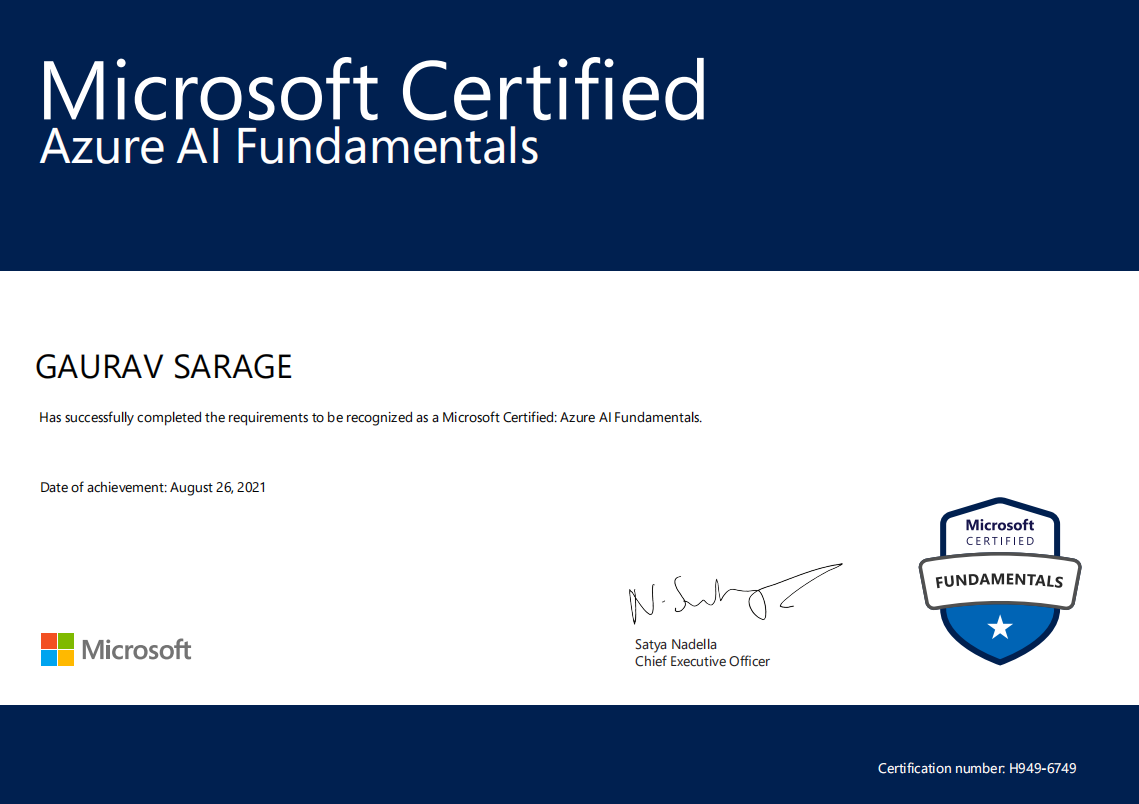 Microsoft Certified
Azure AI Fundamentals
GAURAV SARAGE
Has successfully completed the requirements to be recognized as a Microsoft Certified: Azure AI Fundamentals.
Date of achievement: August 26, 2021
Microsoft
CERTIFIED
FUNDAMENTALS
Microsoft
Satya Nadella
Chief Executive Officer
Certification number: H949-6749